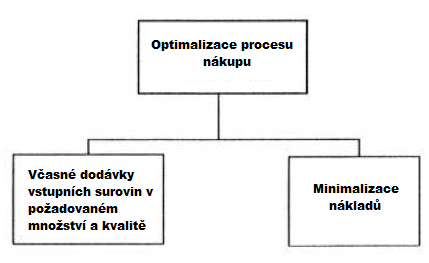 Optimalizace procesu
nákupu
Včasné dodávky
vstupních surovin v
požadovaném
množství a kvalitě
Minimalizace
nákladů